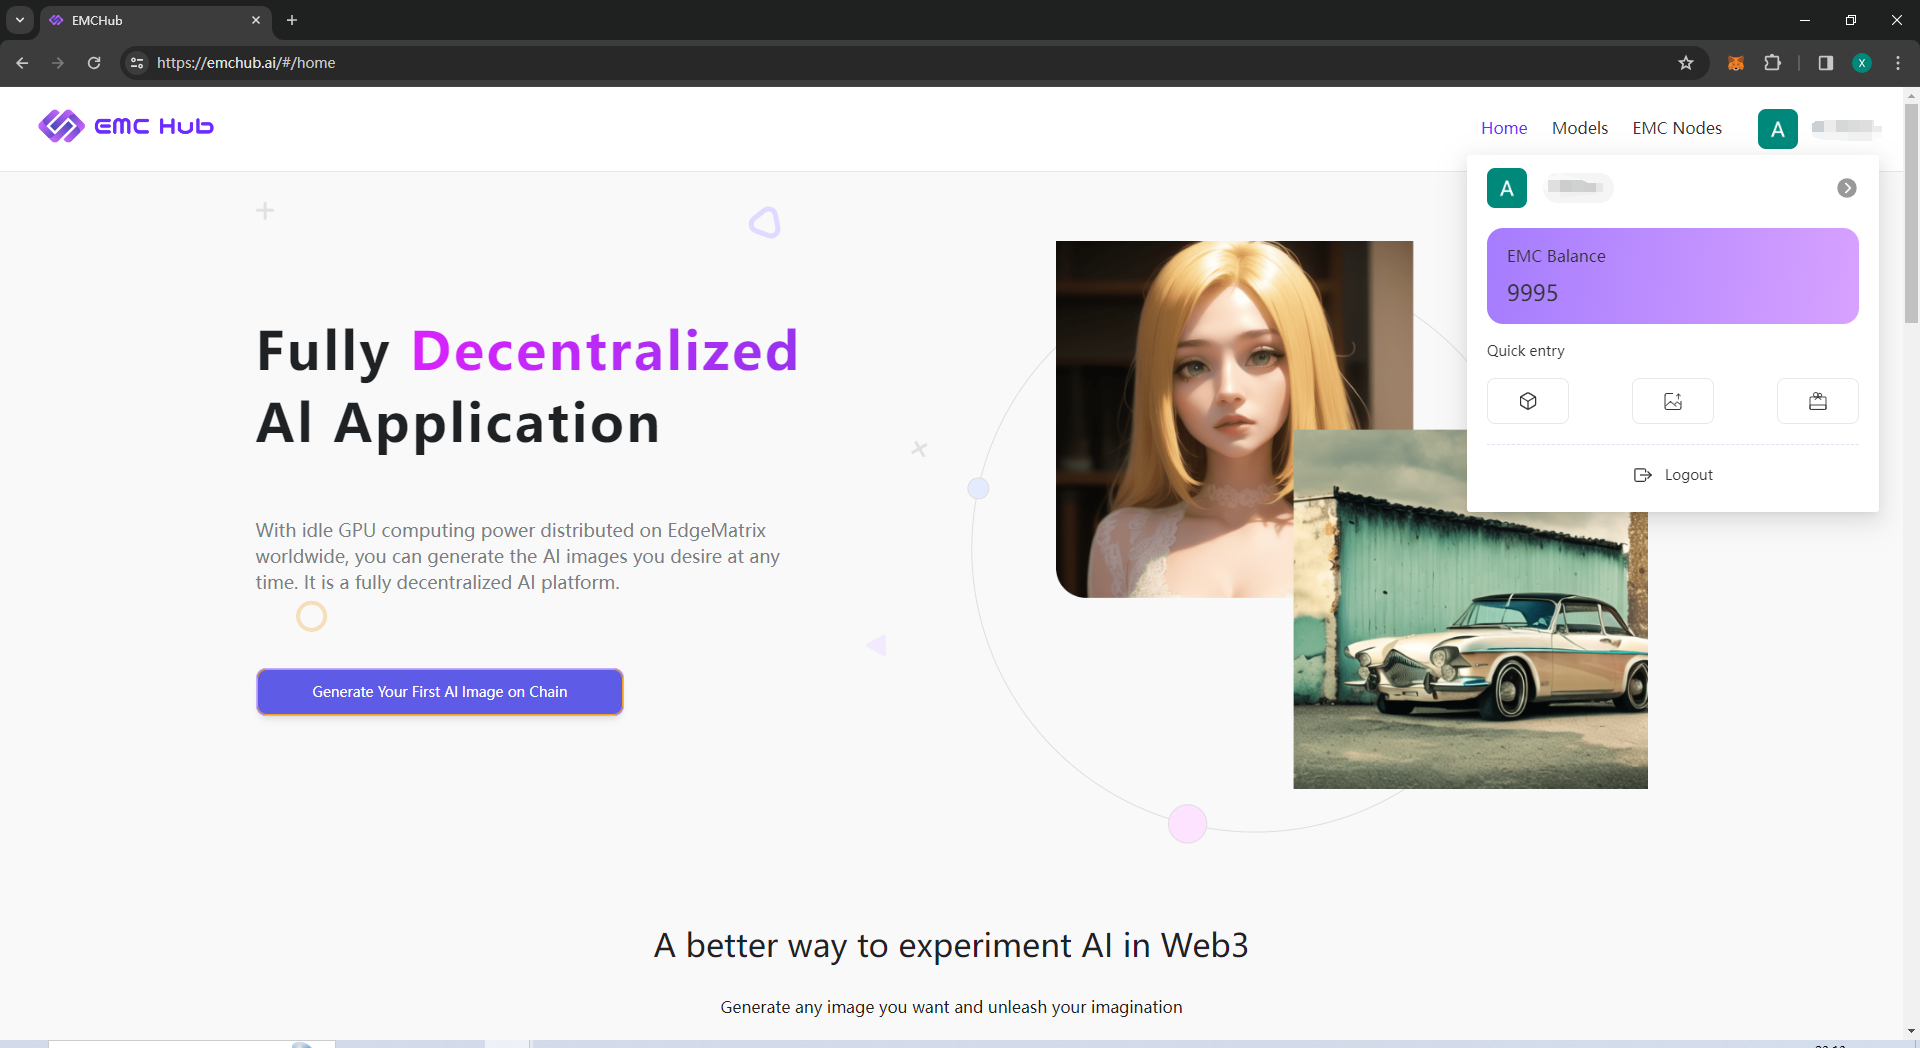 EMCHub
https://emchub.ai/#/home
X
EMC Hub
Home
Models
EMC Nodes
A
A
EMC Balance
9995
Quick entry
Logout
Fully Decentralized
Al Application
With idle GPU computing power distributed on EdgeMatrix
worldwide, you can generate the AI images you desire at any
time. It is a fully decentralized AI platform.
Generate Your First AI Image on Chain
A better way to experiment AI in Web3
Generate any image you want and unleash your imagination